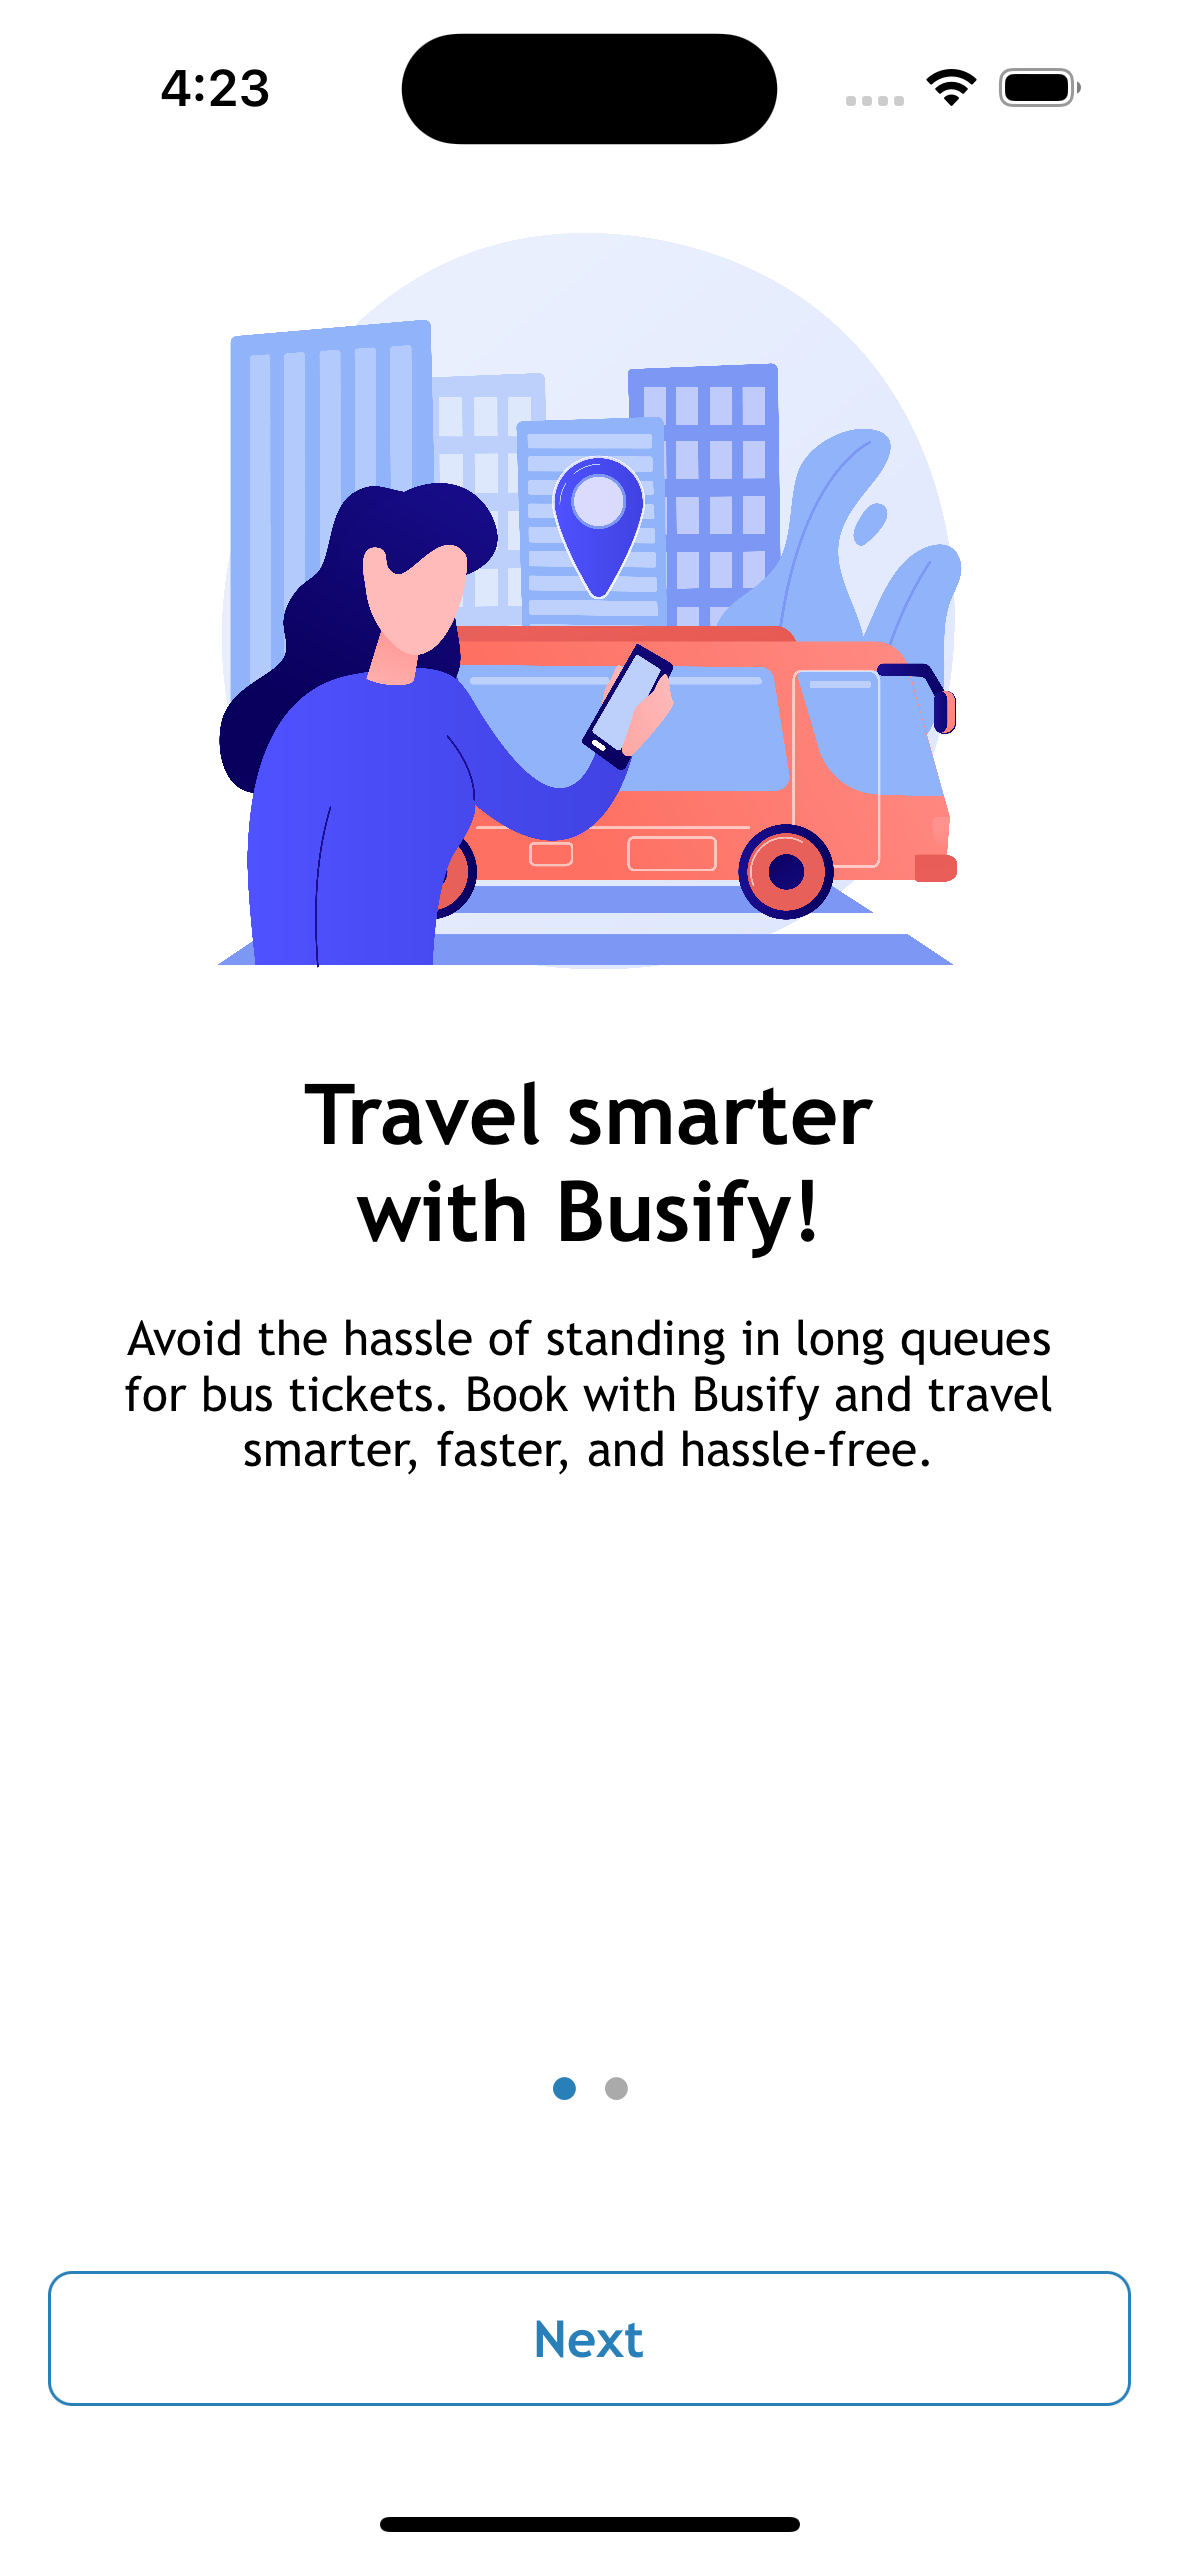 4:23
Travel smarter
with Busify!
Avoid the hassle of standing in long queues
for bus tickets. Book with Busify and travel
smarter, faster, and hassle-free.
Next